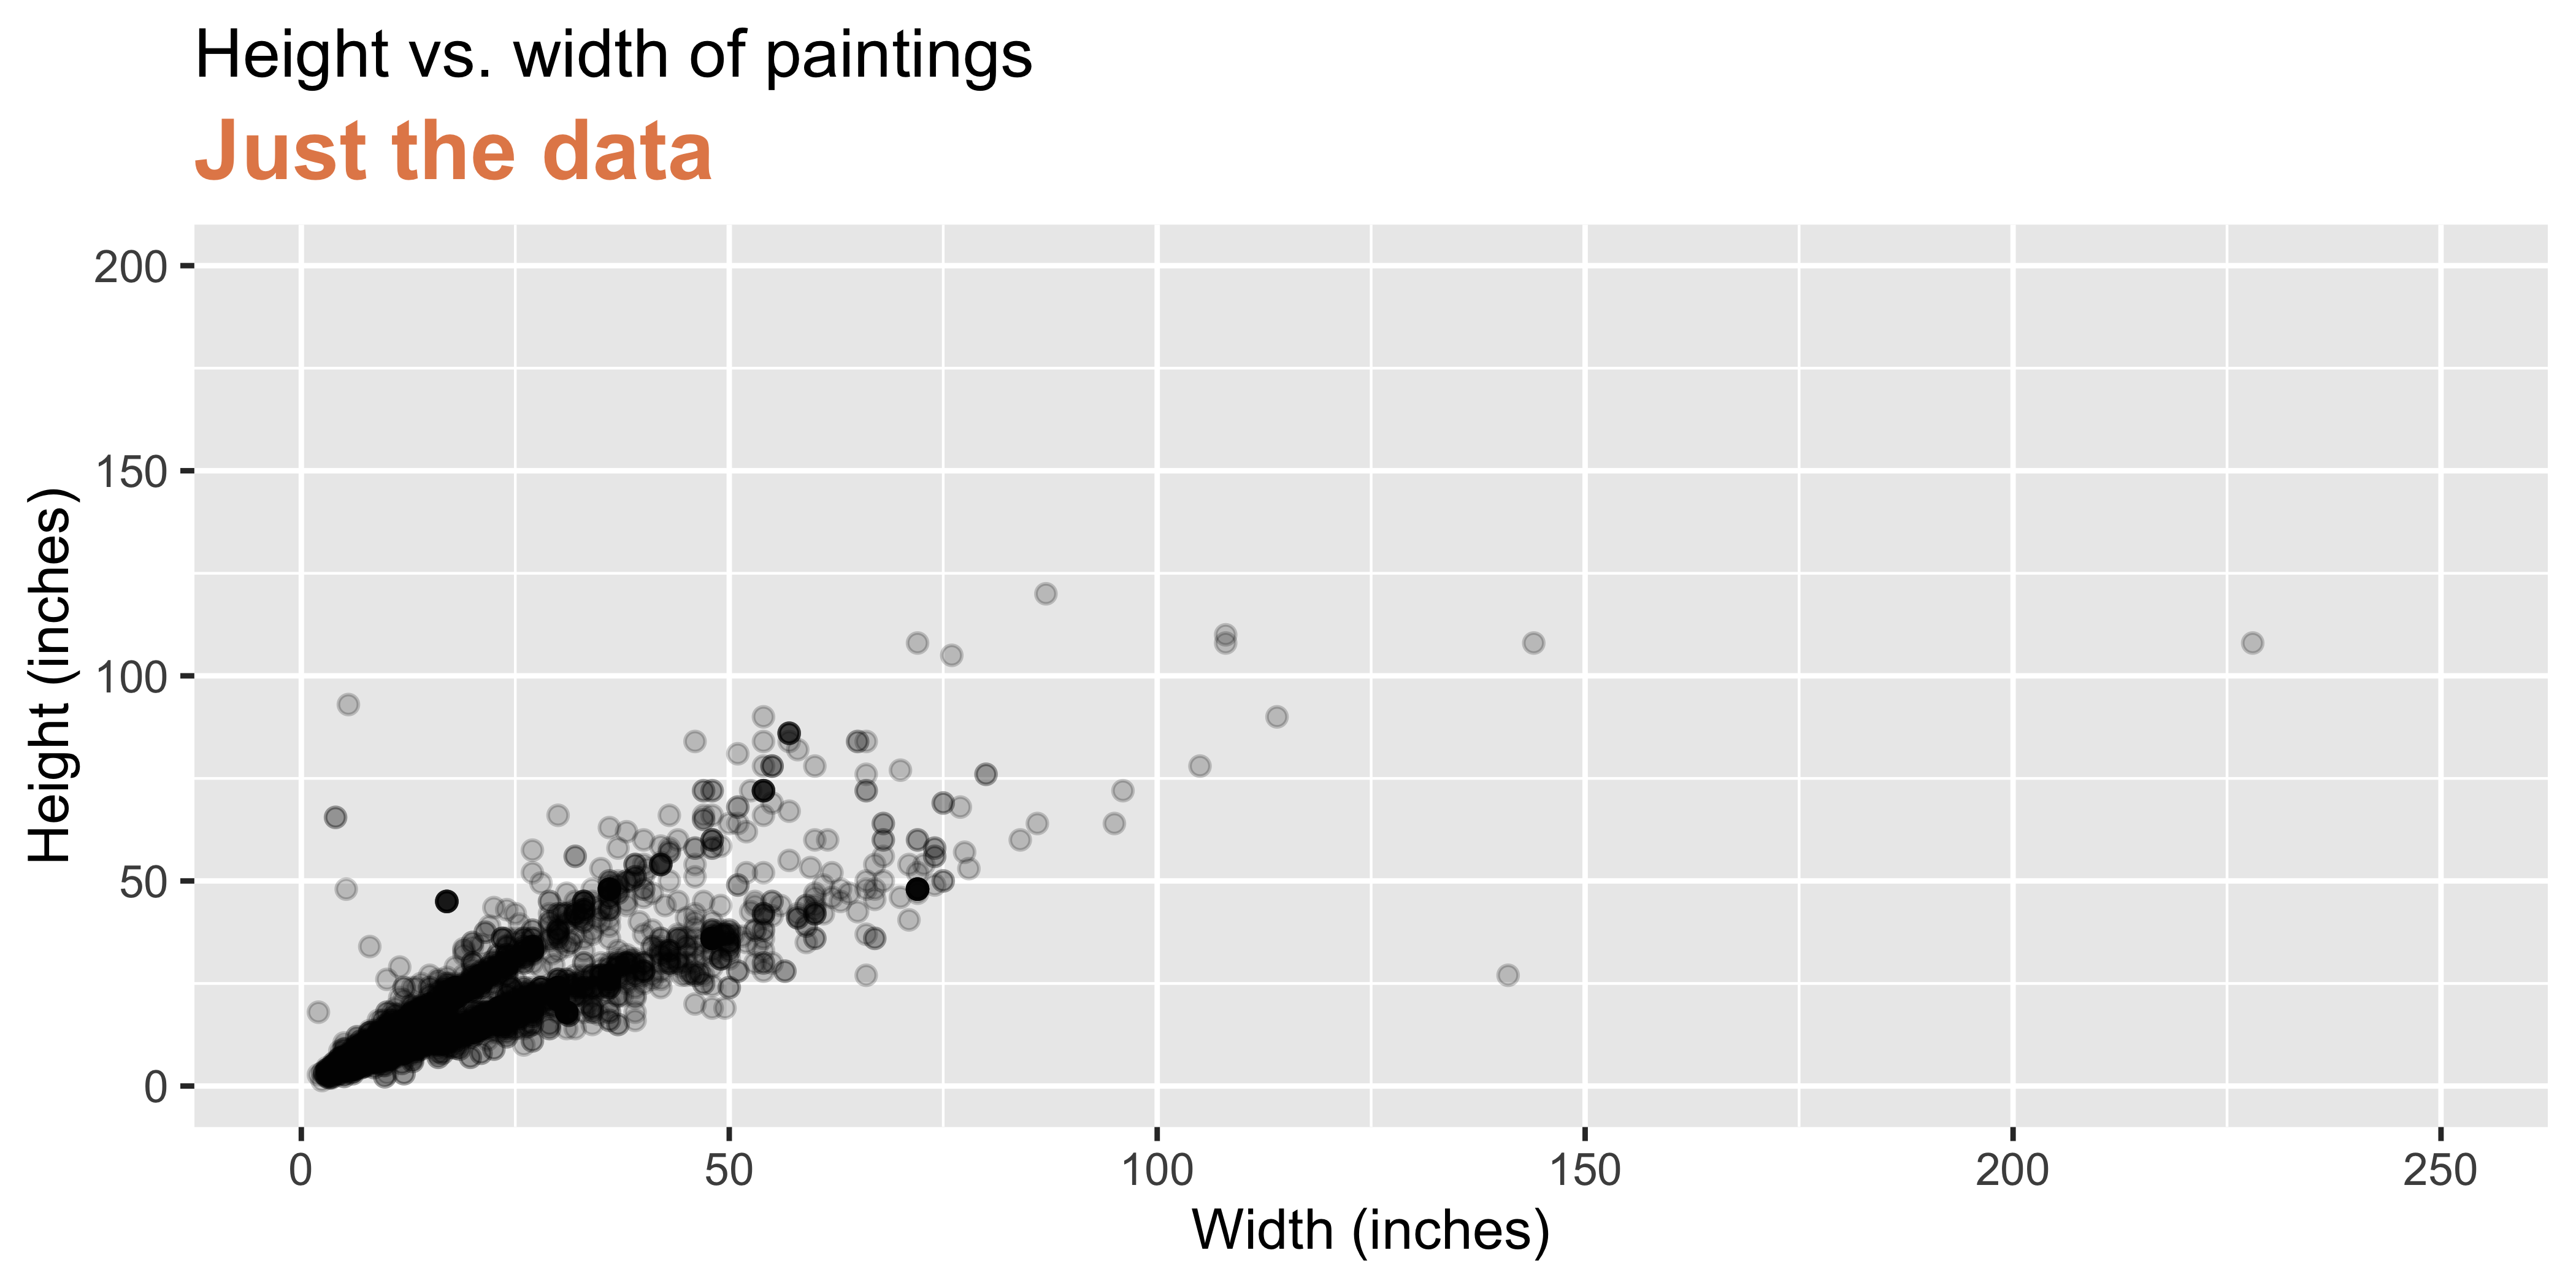 Height vs. width of paintings
Just the data
Height (inches)
200
150
100
50
0
0 50 100 150 200 250
Width (inches)